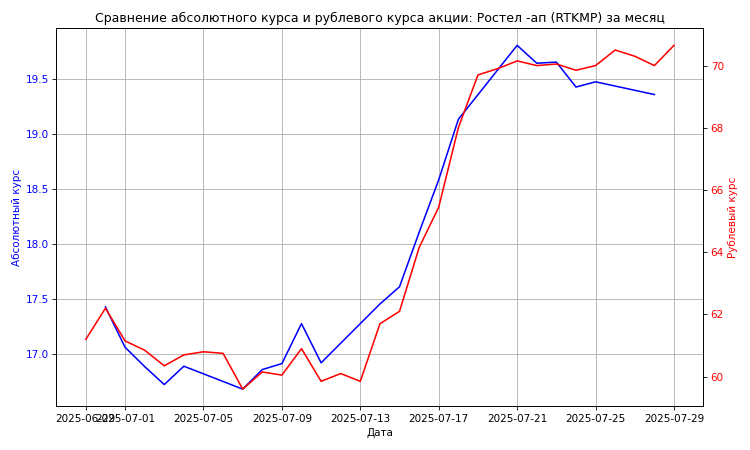 Сравнение абсолютного курса и рублевого курса акции: Ростел -ап (RTKMP) за месяц
19.5
19.0
18.5
18.0
17.5
17.0
Абсолютный курс
70
68
66
64
62
60
Рублевый курс
2025-06-29 2025-07-01 2025-07-05 2025-07-09 2025-07-13 2025-07-17 2025-07-21 2025-07-25 2025-07-29
Дата